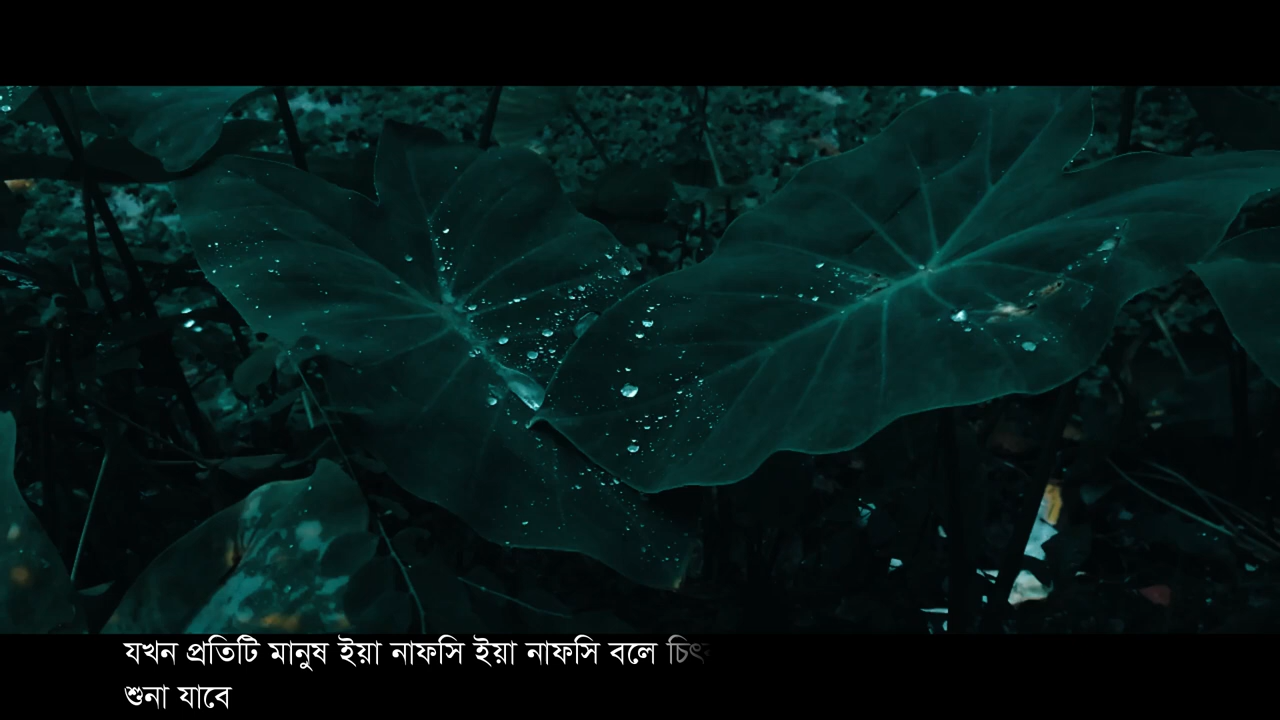 যখন প্রতিটি মানুষ ইয়া নাফসি ইয়া নাফসি বলে
শুনা যাবে